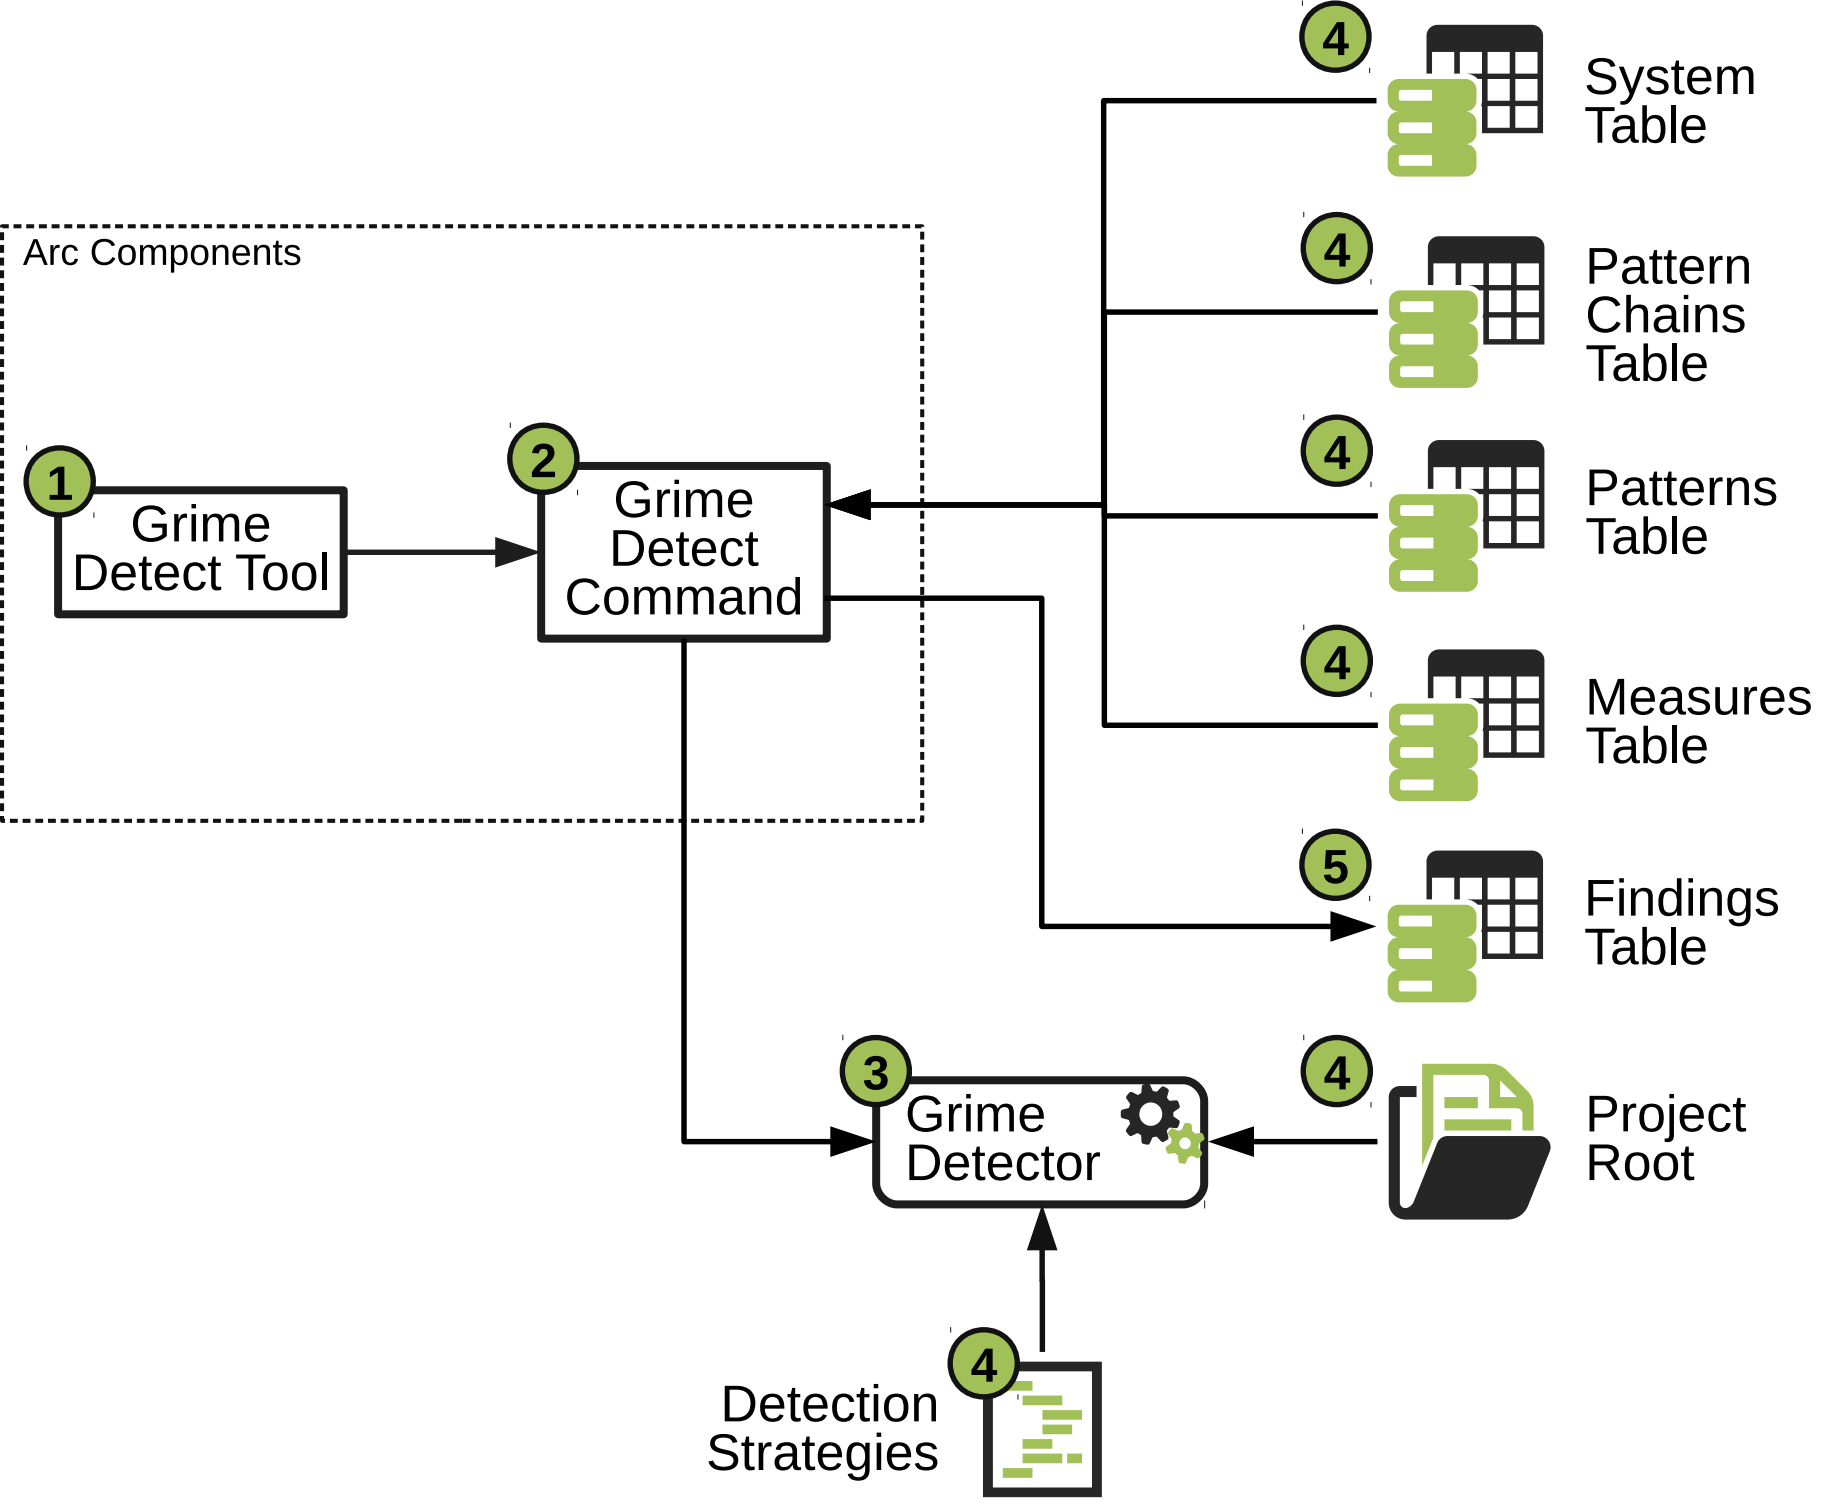 4
System
Table
Arc Components
4
Pattern
Chains
Table
1
Grime
Detect Tool
2
Grime
Detect
Command
4
Patterns
Table
4
Measures
Table
5
Findings
Table
3
Grime
Detector
4
Project
Root
4
Detection
Strategies